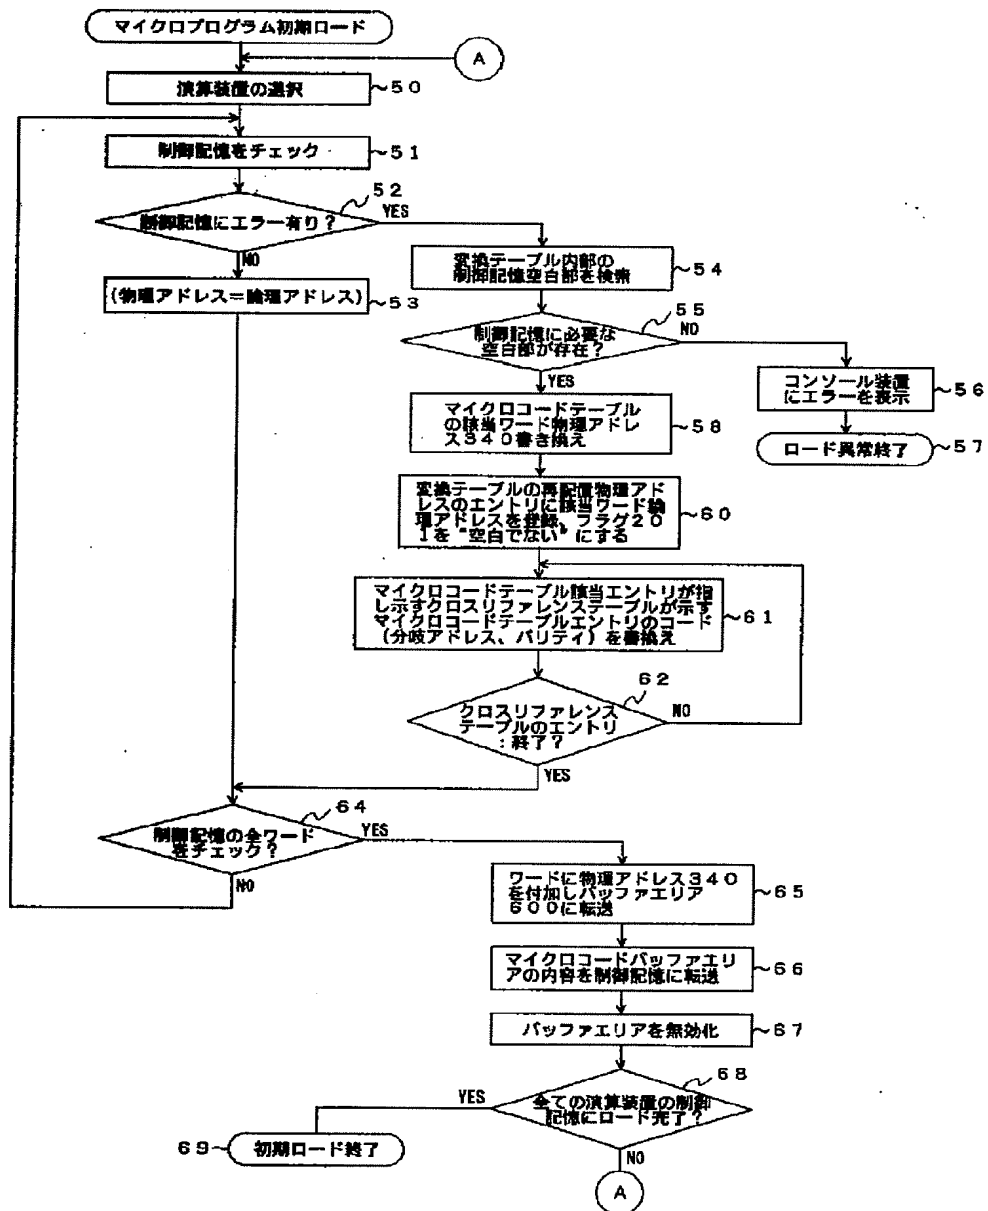 マイクロプログラム初期ロード
A
演算装置の選択
50
制御記憶をチェック
51
52
制御記憶にエラー有り?
YES
NO
(物理アドレス=論理アドレス)
53
変換テーブル内部の
制御記憶空白部を検索
54
55
制御記憶に必要な
空白部が存在?
NO
YES
コンソール装置
にエラーを表示
56
ロード異常終了
57
マイクロコードテーブル
の該当ワード物理アドレ
ス340書き換え
58
変換テーブルの再配置物理アド
レスのエントリに該当ワード論
理アドレスを登録、フラグ20
1を"空白でない"にする
60
マイクロコードテーブル該当エントリが指
し示すクロスリファレンステーブルが示す
マイクロコードテーブルエントリのコード
(分岐アドレス、パリティ)を書換え
61
62
クロスリファレンス
テーブルのエントリ
:終了?
NO
YES
64
制御記憶の全ワード
をチェック?
YES
NO
ワードに物理アドレス340
を付加しバッファエリア
600に転送
65
マイクロコードバッファエリ
アの内容を制御記憶に転送
66
バッファエリアを無効化
67
68
全ての演算装置の制御
記憶にロード完了?
YES
69
初期ロード終了
NO
A